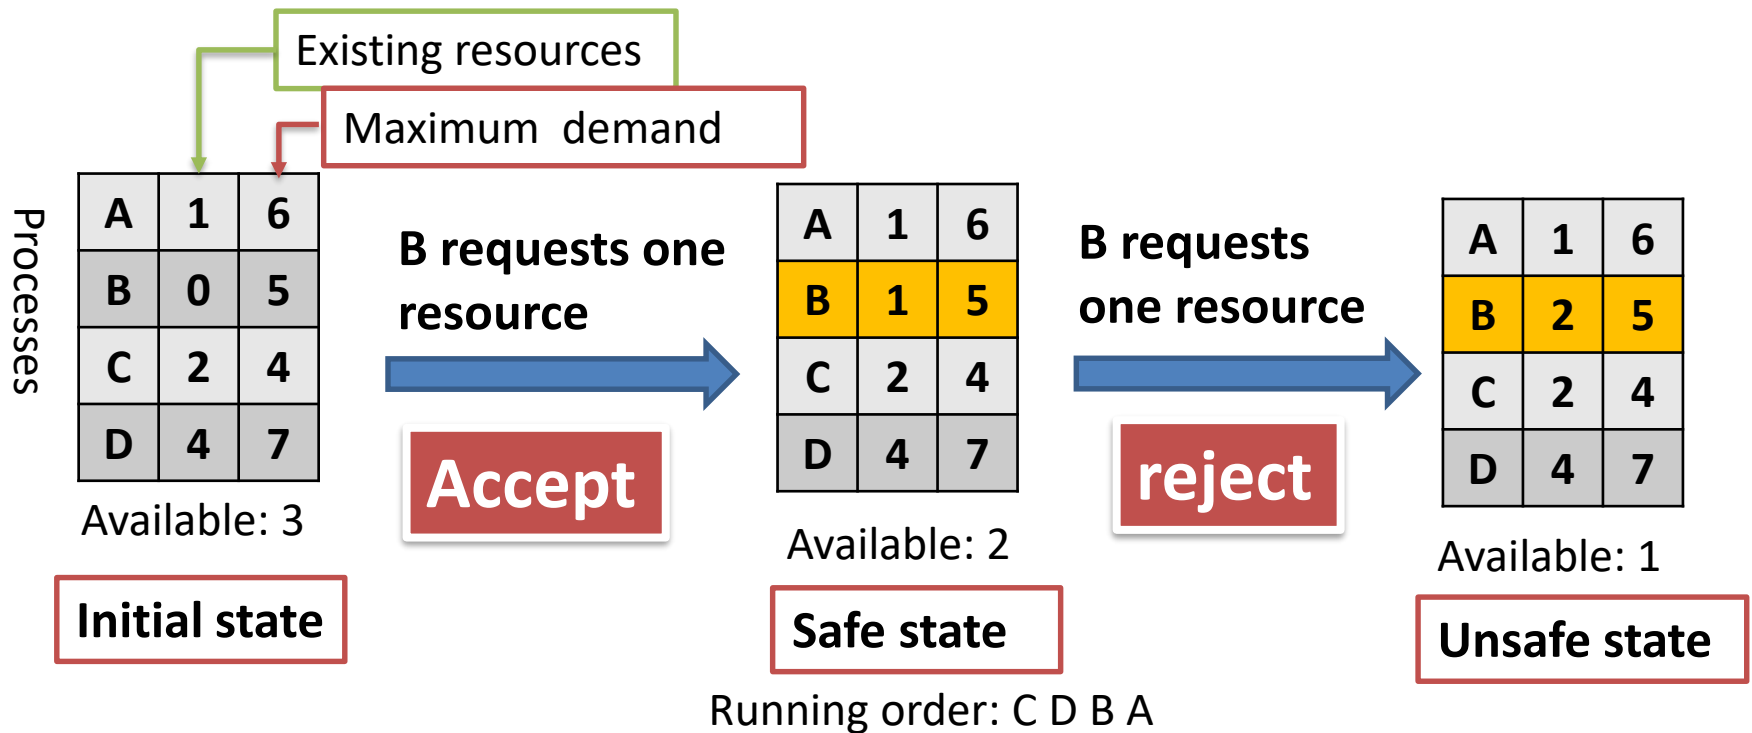 Existing resources
Maximum demand
Processes
A 1 6
B 0 5
C 2 4
D 4 7
Available: 3
Initial state
B requests one
resource
Accept
A 1 6
B 1 5
C 2 4
D 4 7
Available: 2
Safe state
Running order: C D B A
B requests
one resource
reject
A 1 6
B 2 5
C 2 4
D 4 7
Available: 1
Unsafe state